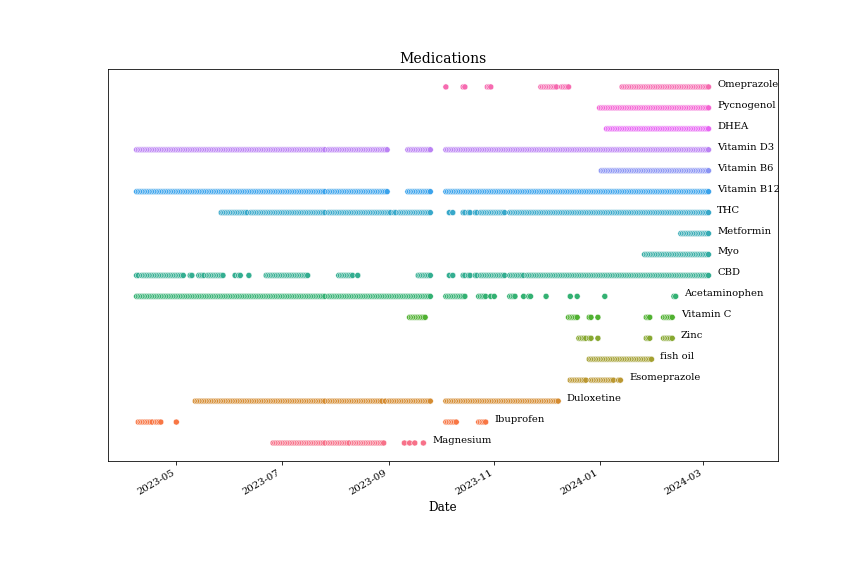 Medications
Omeprazole
Pycnogenol
DHEA
Vitamin D3
Vitamin B6
Vitamin B12
THC
Metformin
Myo
CBD
Acetaminophen
Vitamin C
Zinc
fish oil
Esomeprazole
Duloxetine
Ibuprofen
Magnesium
2023-05 2023-07 2023-09 2023-11 2024-01 2024-03
Date